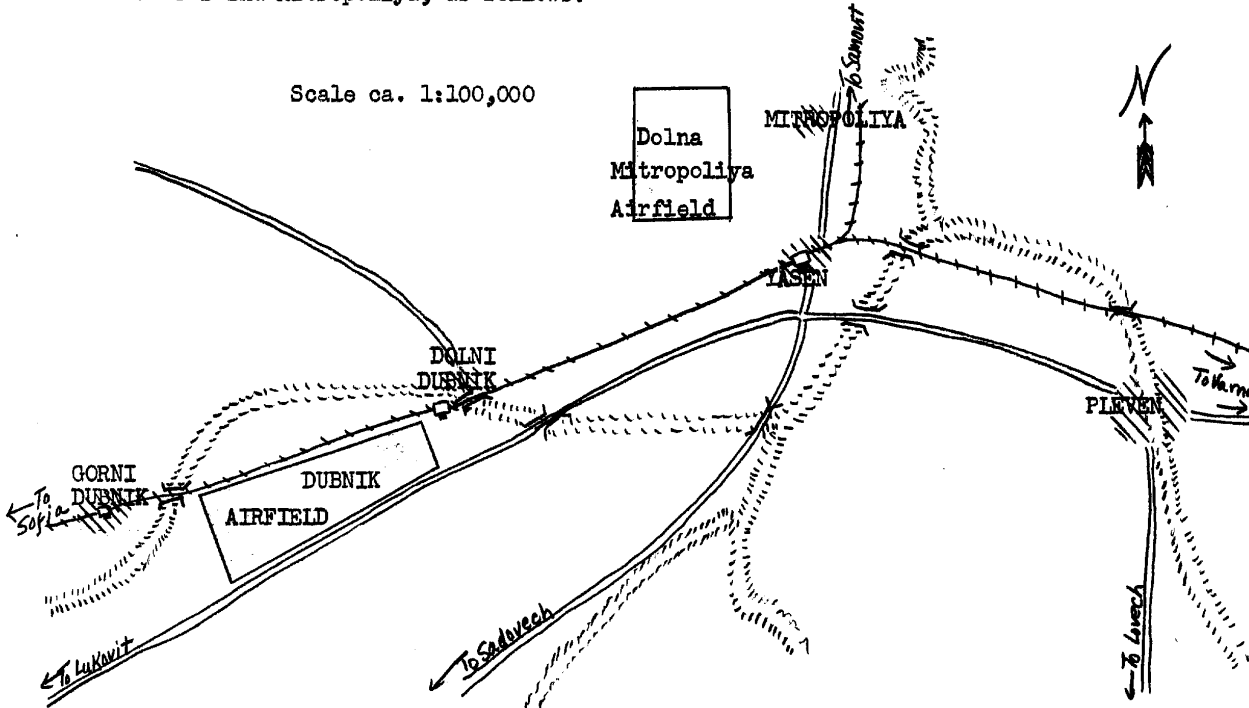 Scale ca. 1:100,000
N
To Samovit
MITROPOLIYA
Dolna
Mitropoliya
Airfield
YASEN
DOLNI
DUBNIK
To Varna
PLEVEN
GORNI
DUBNIK
To
Sofia
DUBNIK
AIRFIELD
To Lukovit
To Sadovech
To Lovech